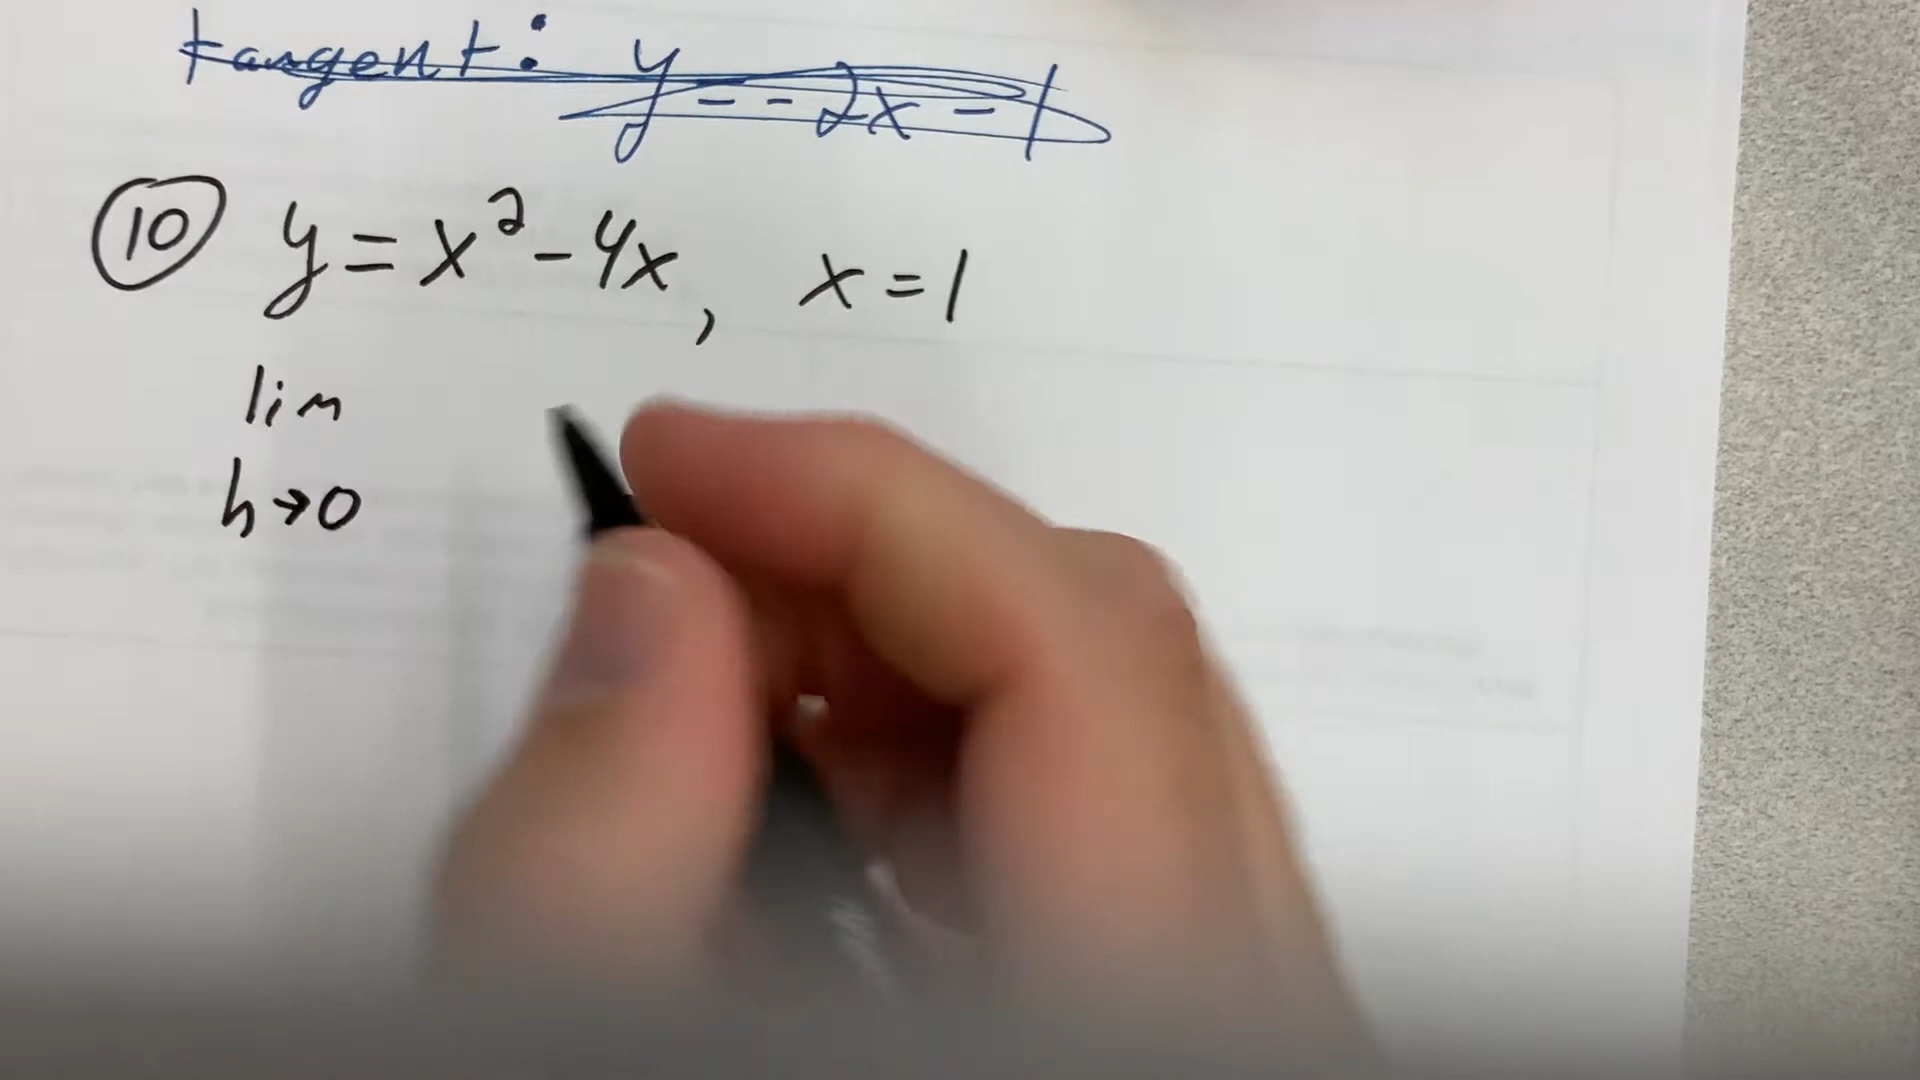 tangent: y = -2x - 1
⑩ y = x² - 4x, x = 1
lim
h→0